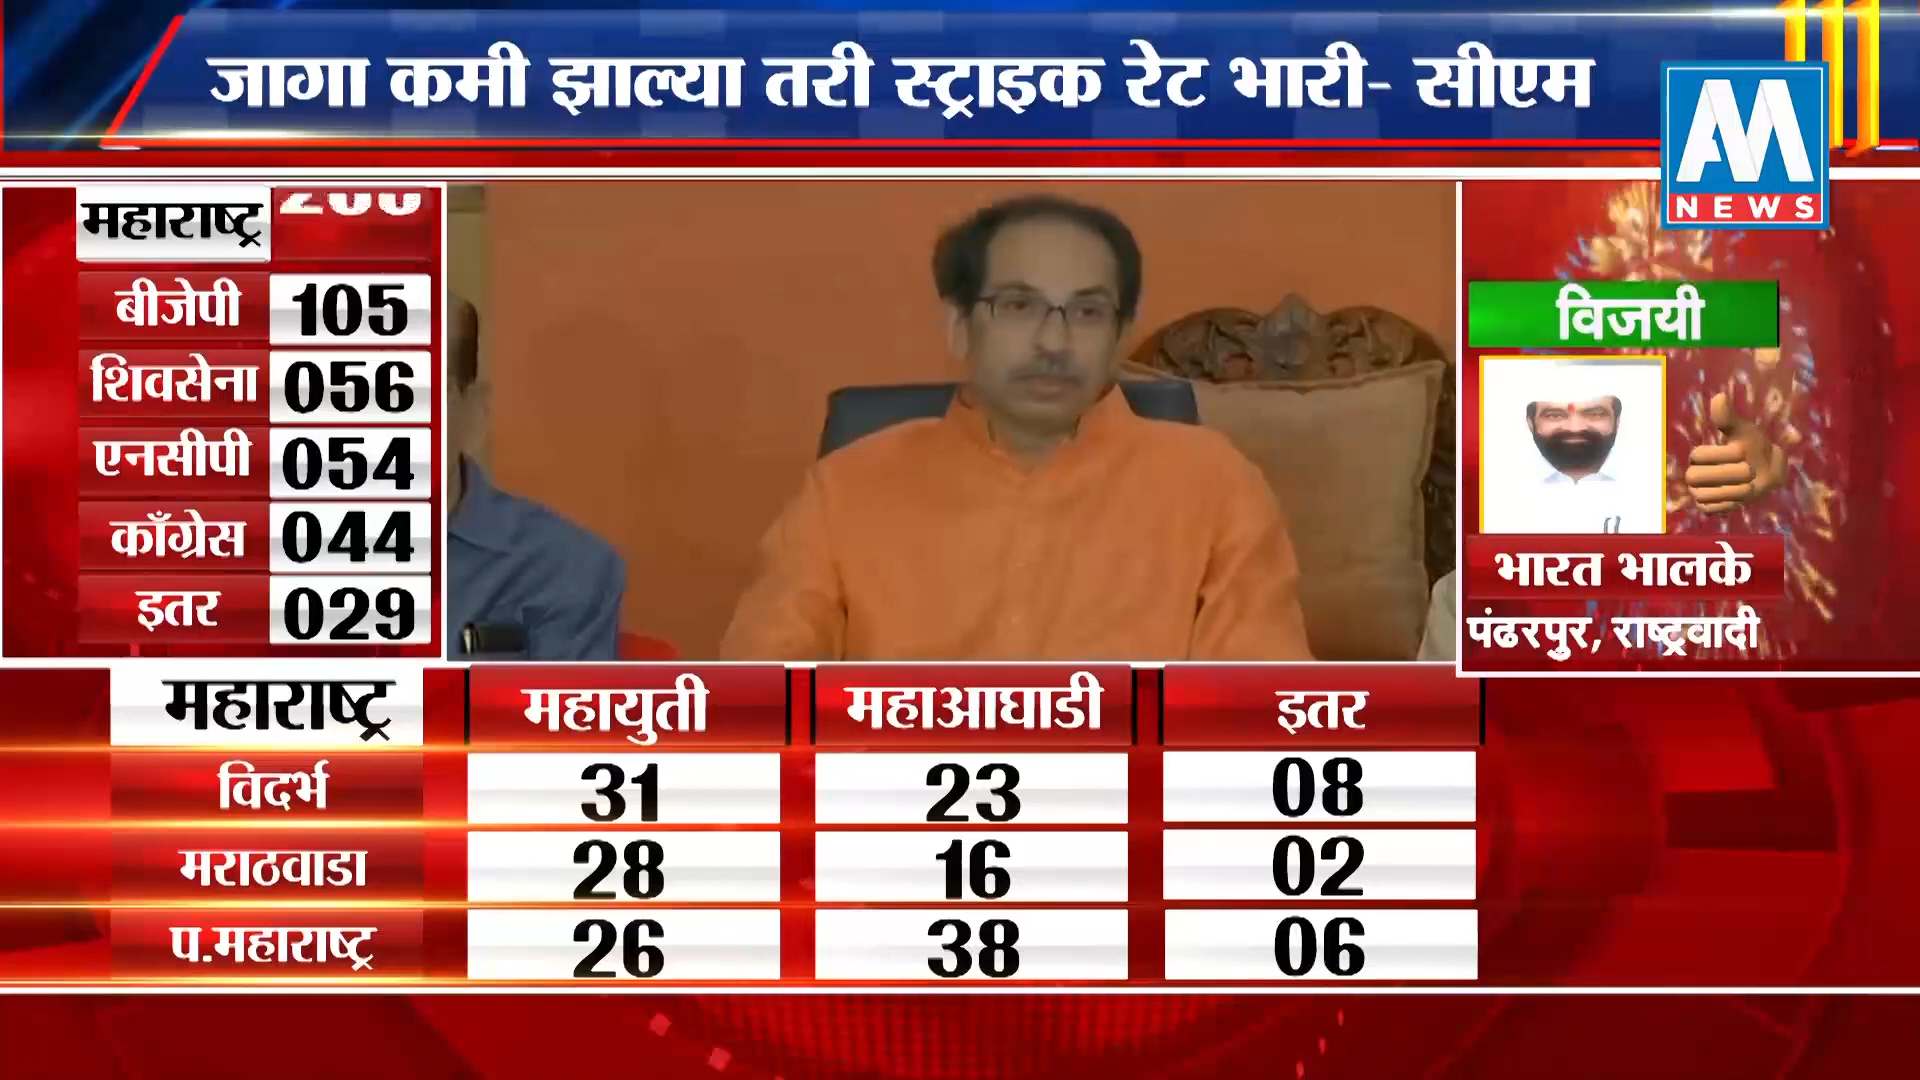 जागा कमी झाल्या तरी स्ट्राइक रेट भारी- सीएम
AM
NEWS
महाराष्ट्र
बीजेपी 105
शिवसेना 056
एनसीपी 054
काँग्रेस 044
इतर 029
विजयी
भारत भालके
पंढरपुर, राष्ट्रवादी
महाराष्ट्र महायुती महाआघाडी इतर
विदर्भ 31 23 08
मराठवाडा 28 16 02
प.महाराष्ट्र 26 38 06